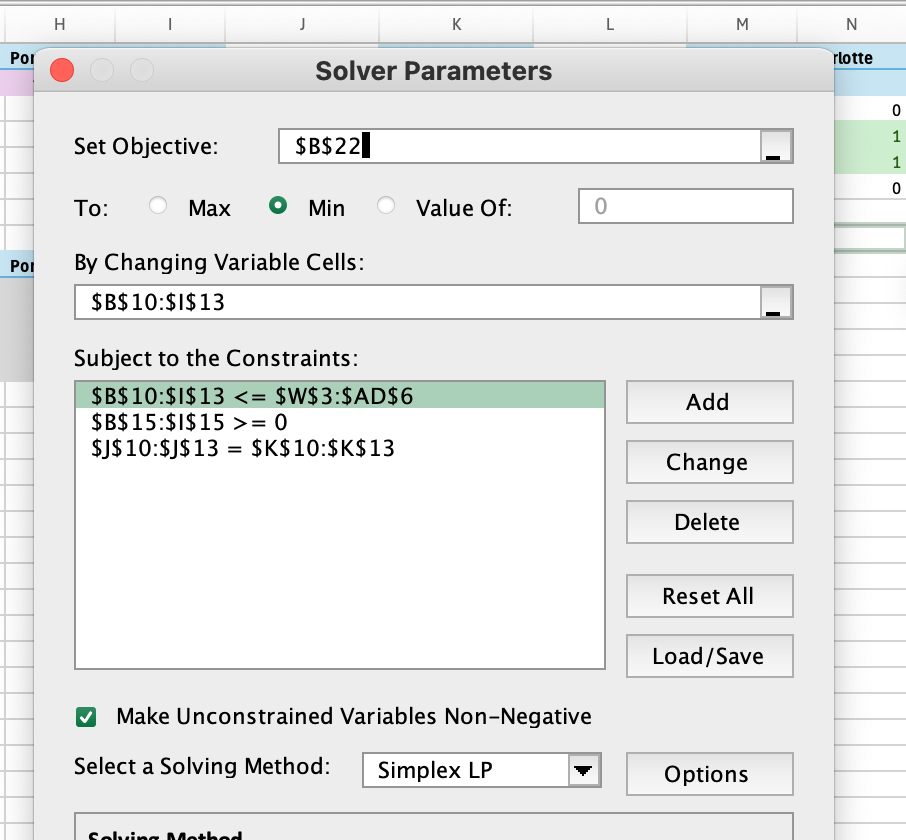 H I J K L M N
Solver Parameters
Set Objective: $B$22
To: Max Min Value Of: 0
By Changing Variable Cells:
$B$10:$I$13
Subject to the Constraints:
$B$10:$I$13 <= $W$3:$AD$6
$B$15:$I$15 >= 0
$J$10:$J$13 = $K$10:$K$13
Add
Change
Delete
Reset All
Load/Save
Make Unconstrained Variables Non-Negative
Select a Solving Method: Simplex LP
Options
Solving Method
Por
rlotte
0
1
1
0
Por